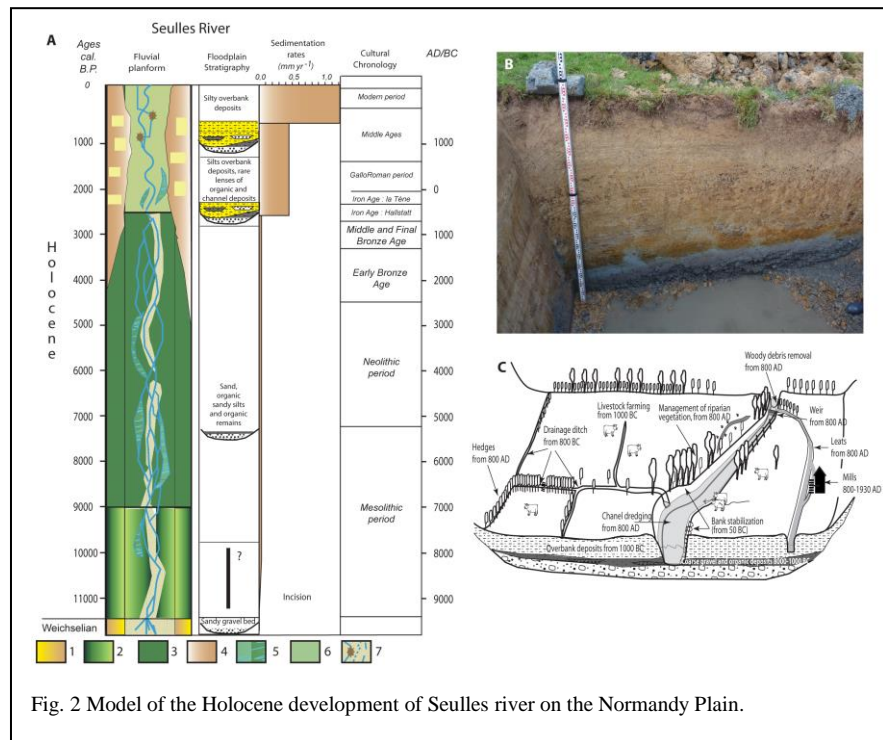 Seulles River
A
Ages
cal.
B.P.
Fluvial
planform
Floodplain
Stratigraphy
Sedimentation
rates
(mm yr⁻¹)
Cultural
Chronology
AD/BC
0.0
0.5
1.0
0
1000
2000
3000
4000
5000
6000
7000
8000
9000
10000
11000
Holocene
Weichselian
Silty overbank
deposits
Silts overbank
deposits, rare
lenses of
organic and
channel deposits
Sand,
organic
sandy silts
and organic
remains
?
Sandy gravel bed
Incision
Modern period
Middle Ages
GalloRoman period
Iron Age : la Tène
Iron Age : Hallstatt
Middle and Final
Bronze Age
Early Bronze
Age
Neolithic
period
Mesolithic
period
1000
0
1000
2000
3000
4000
5000
6000
7000
8000
9000
1
2
3
4
5
6
7
B
C
Woody debris removal
from 800 AD
Livestock farming
from 1000 BC
Management of riparian
vegetation, from 800 AD
Weir
from 800 AD
Drainage ditch
from 800 BC
Leats
from 800 AD
Hedges
from 800 AD
Mills
800-1930 AD
Chanel dredging
from 800 AD
Bank stabilization
(from 50 BC)
Overbank deposits from 1000 BC
Coarse gravel and organic deposits
Fig. 2 Model of the Holocene development of Seulles river on the Normandy Plain.